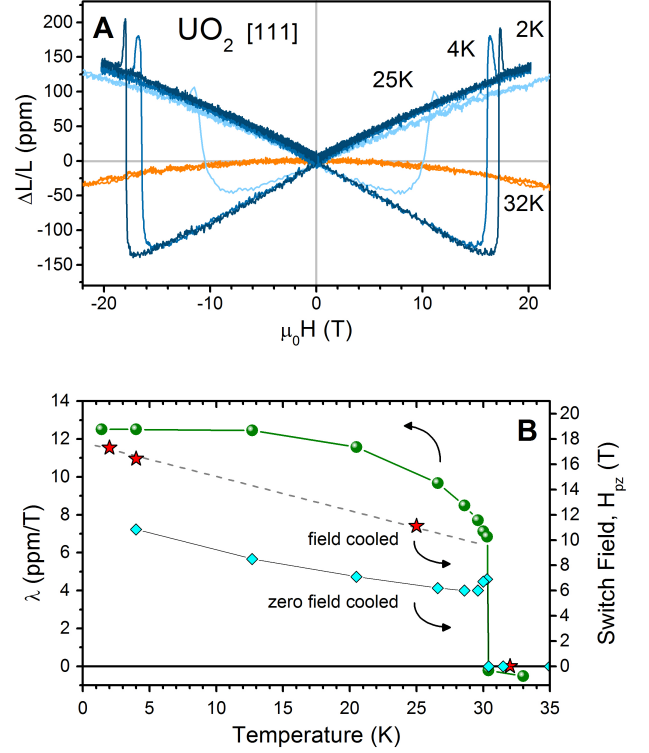 A UO2 [111]
2K
4K
25K
32K
200
150
100
50
0
-50
-100
-150
ΔL/L (ppm)
-20 -10 0 10 20
μ0H (T)
B
14
12
10
8
6
4
2
0
λ (ppm/T)
20
18
16
14
12
10
8
6
4
2
0
Switch Field, Hpz (T)
field cooled
zero field cooled
0 5 10 15 20 25 30 35
Temperature (K)